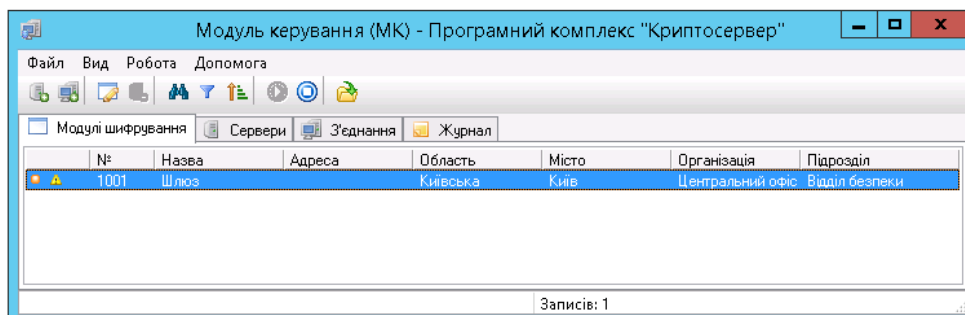 Модуль керування (МК) - Програмний комплекс "Криптосервер"
Файл Вид Робота Допомога
Модулі шифрування Сервери З'єднання Журнал
№ Назва Адреса Область Місто Організація Підрозділ
1001 Шлюз Київська Київ Центральний офіс Відділ безпеки
Записів: 1